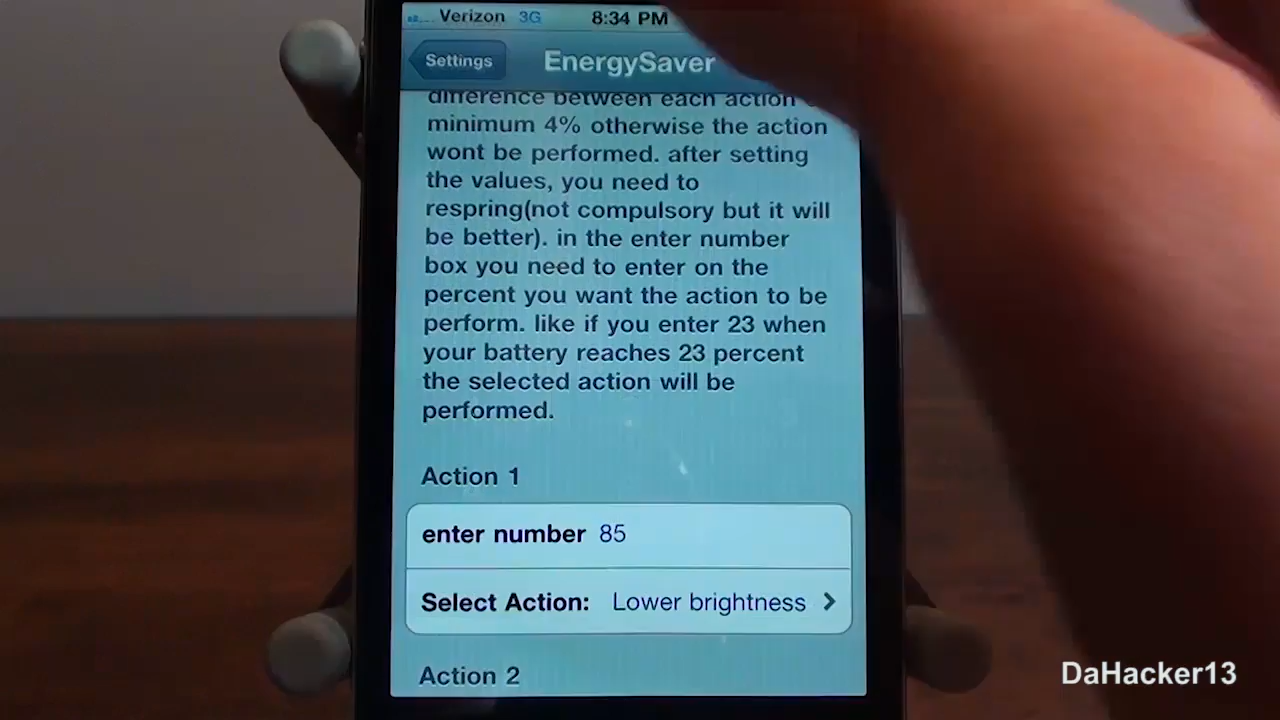 Verizon 3G 8:34 PM
Settings EnergySaver
difference between each action
minimum 4% otherwise the action
wont be performed. after setting
the values, you need to
respring(not compulsory but it will
be better). in the enter number
box you need to enter on the
percent you want the action to be
perform. like if you enter 23 when
your battery reaches 23 percent
the selected action will be
performed.
Action 1
enter number 85
Select Action: Lower brightness
Action 2
DaHacker13